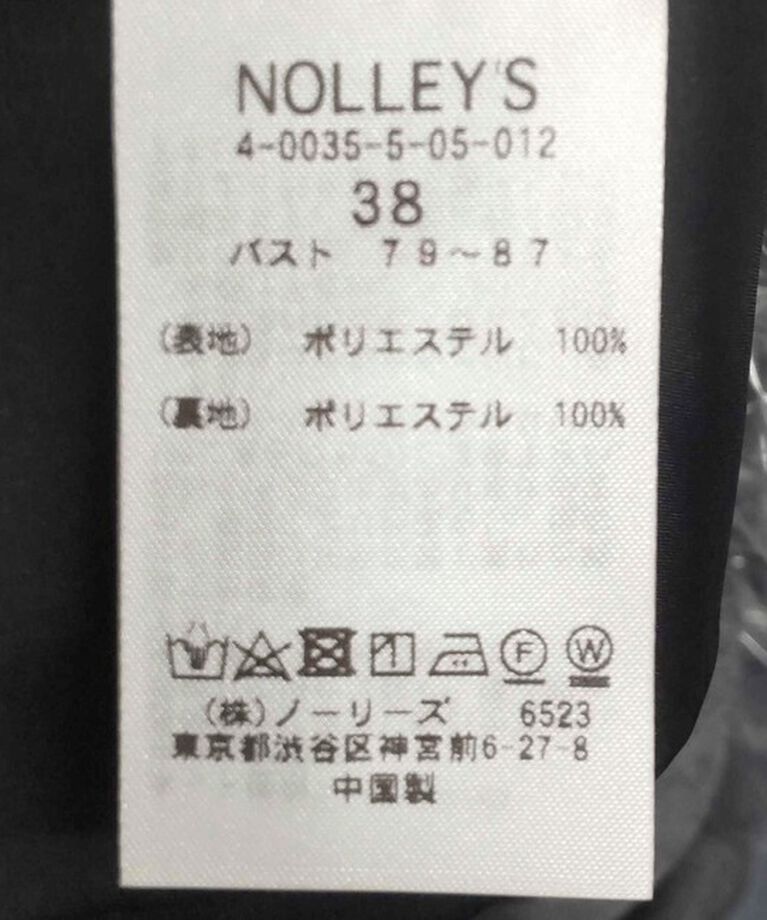 NOLLEY'S
4-0035-5-05-012
38
バスト 79～87
(表地) ポリエステル 100%
(裏地) ポリエステル 100%
F W
(株)ノーリーズ 6523
東京都渋谷区神宮前6-27-8
中国製